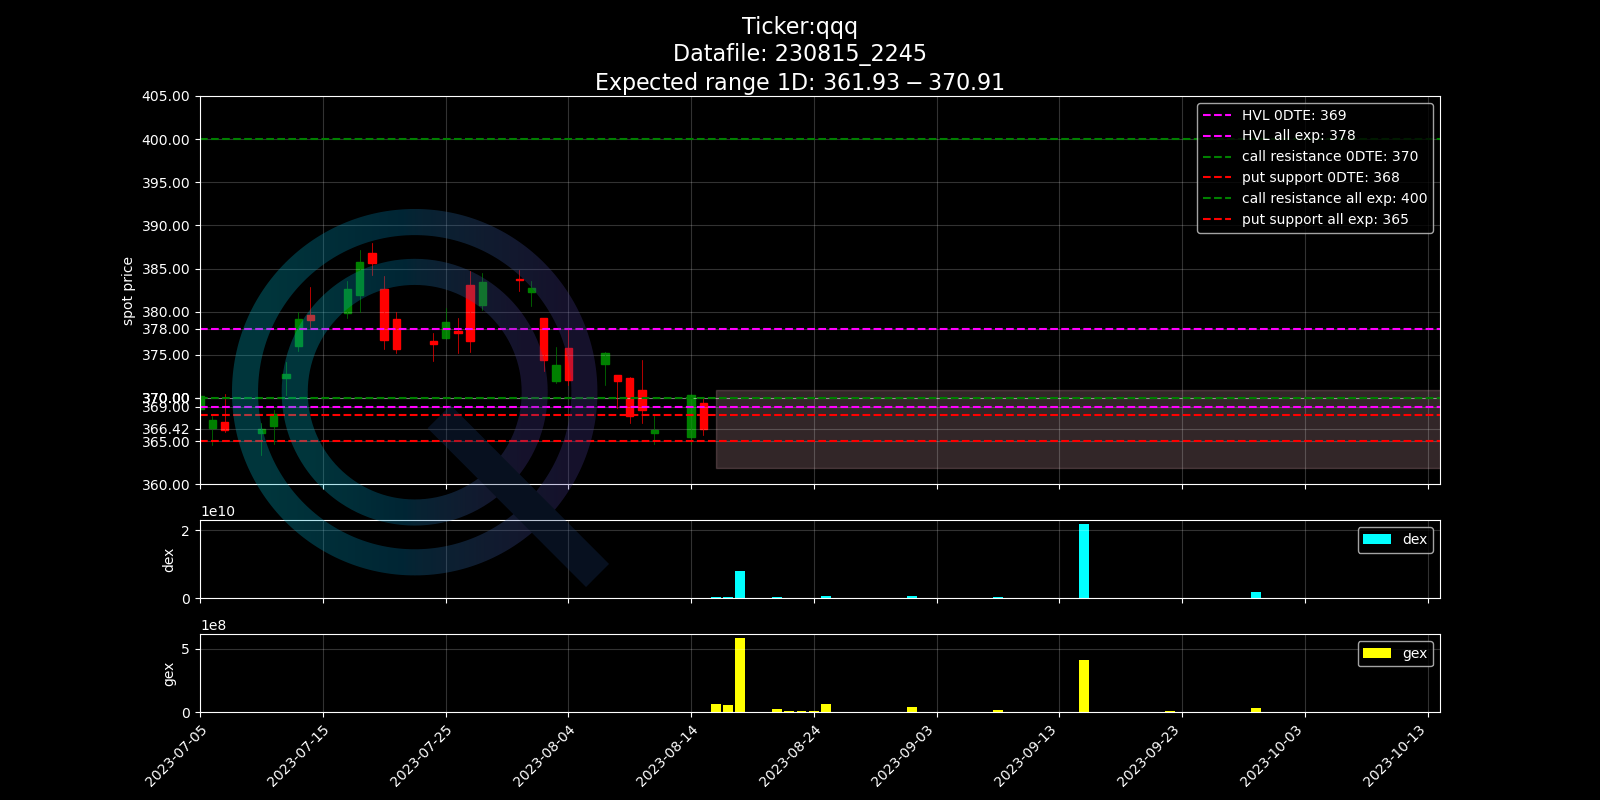 Ticker:qqq
Datafile: 230815_2245
Expected range 1D: 361.93 − 370.91
405.00
400.00
395.00
390.00
385.00
380.00
378.00
375.00
370.00
369.00
366.42
365.00
360.00
spot price
HVL 0DTE: 369
HVL all exp: 378
call resistance 0DTE: 370
put support 0DTE: 368
call resistance all exp: 400
put support all exp: 365
1e10
2
0
dex
dex
1e8
5
0
gex
gex
2023-07-05
2023-07-15
2023-07-25
2023-08-04
2023-08-14
2023-08-24
2023-09-03
2023-09-13
2023-09-23
2023-10-03
2023-10-13